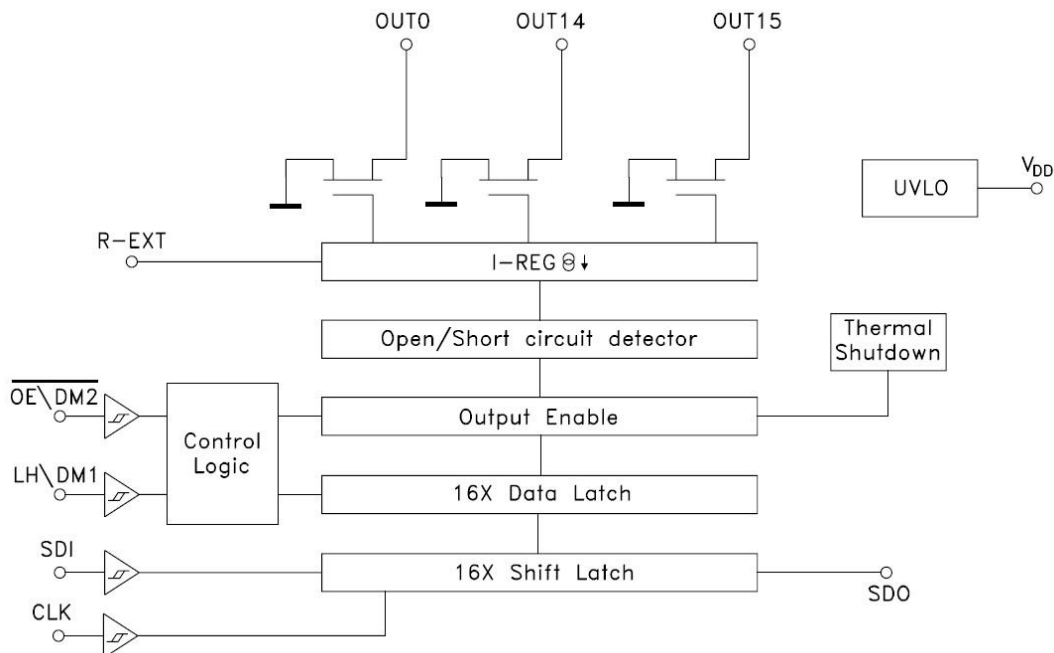 OUT0
OUT14
OUT15
UVLO
VDD
R-EXT
I-REG
Open/Short circuit detector
Thermal
Shutdown
OE\DM2
Output Enable
Control
Logic
LH\DM1
16X Data Latch
SDI
16X Shift Latch
SDO
CLK